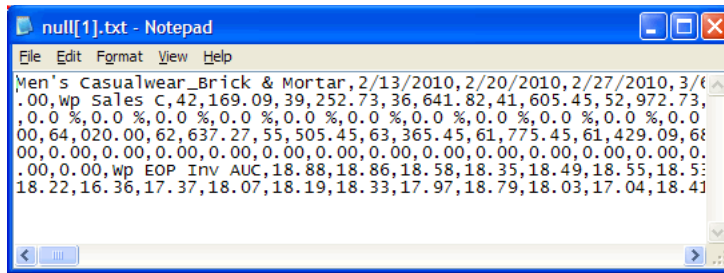 null[1].txt - Notepad
File Edit Format View Help
Men's Casualwear_Brick & Mortar,2/13/2010,2/20/2010,2/27/2010,3/6
.00,Wp Sales C,42,169.09,39,252.73,36,641.82,41,605.45,52,972.73,
,0.0 %,0.0 %,0.0 %,0.0 %,0.0 %,0.0 %,0.0 %,0.0 %,0.0 %,0.0
00,64,020.00,62,637.27,55,505.45,63,365.45,61,775.45,61,429.09,68
00,0.00,0.00,0.00,0.00,0.00,0.00,0.00,0.00,0.00,0.00,0.00,0.
.00,0.00,Wp EOP Inv AUC,18.88,18.86,18.58,18.35,18.49,18.55,18.53
18.22,16.36,17.37,18.07,18.19,18.33,17.97,18.79,18.03,17.04,18.41